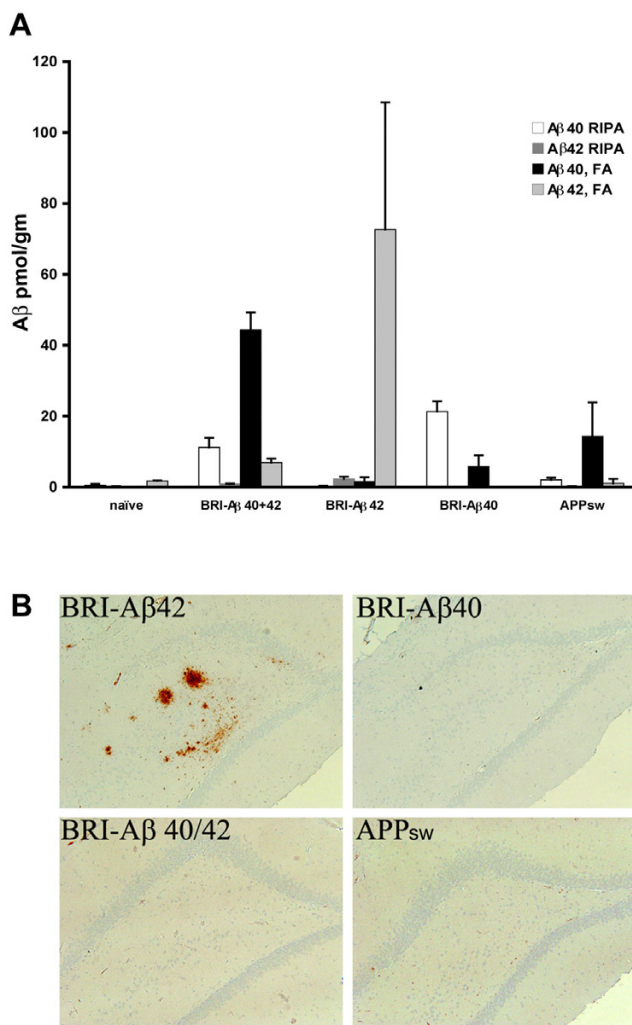 A
120
100
80
60
40
20
0
Aβ pmol/gm
Aβ 40 RIPA
Aβ42 RIPA
Aβ 40, FA
Aβ 42, FA
naïve BRI-Aβ 40+42 BRI-Aβ 42 BRI-Aβ40 APPsw
B
BRI-Aβ42 BRI-Aβ40
BRI-Aβ 40/42 APPsw